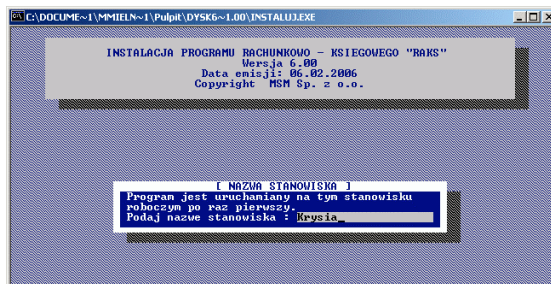 C:\DOCUME~1\MMIELN~1\Pulpit\DYSK6~1.00\INSTALUJ.EXE
INSTALACJA PROGRAMU RACHUNKOWO - KSIEGOWEGO "RAKS"
Wersja 6.00
Data emisji: 06.02.2006
Copyright MSM Sp. z o.o.
[ NAZWA STANOWISKA ]
Program jest uruchamiany na tym stanowisku
roboczym po raz pierwszy.
Podaj nazwe stanowiska : Krysia_